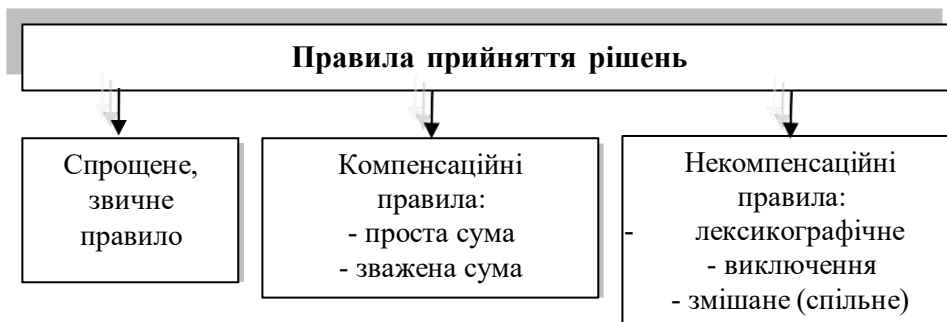 Правила прийняття рішень
Спрощене,
звичне
правило
Компенсаційні
правила:
- проста сума
- зважена сума
Некомпенсаційні
правила:
- лексикографічне
- виключення
- змішане (спільне)